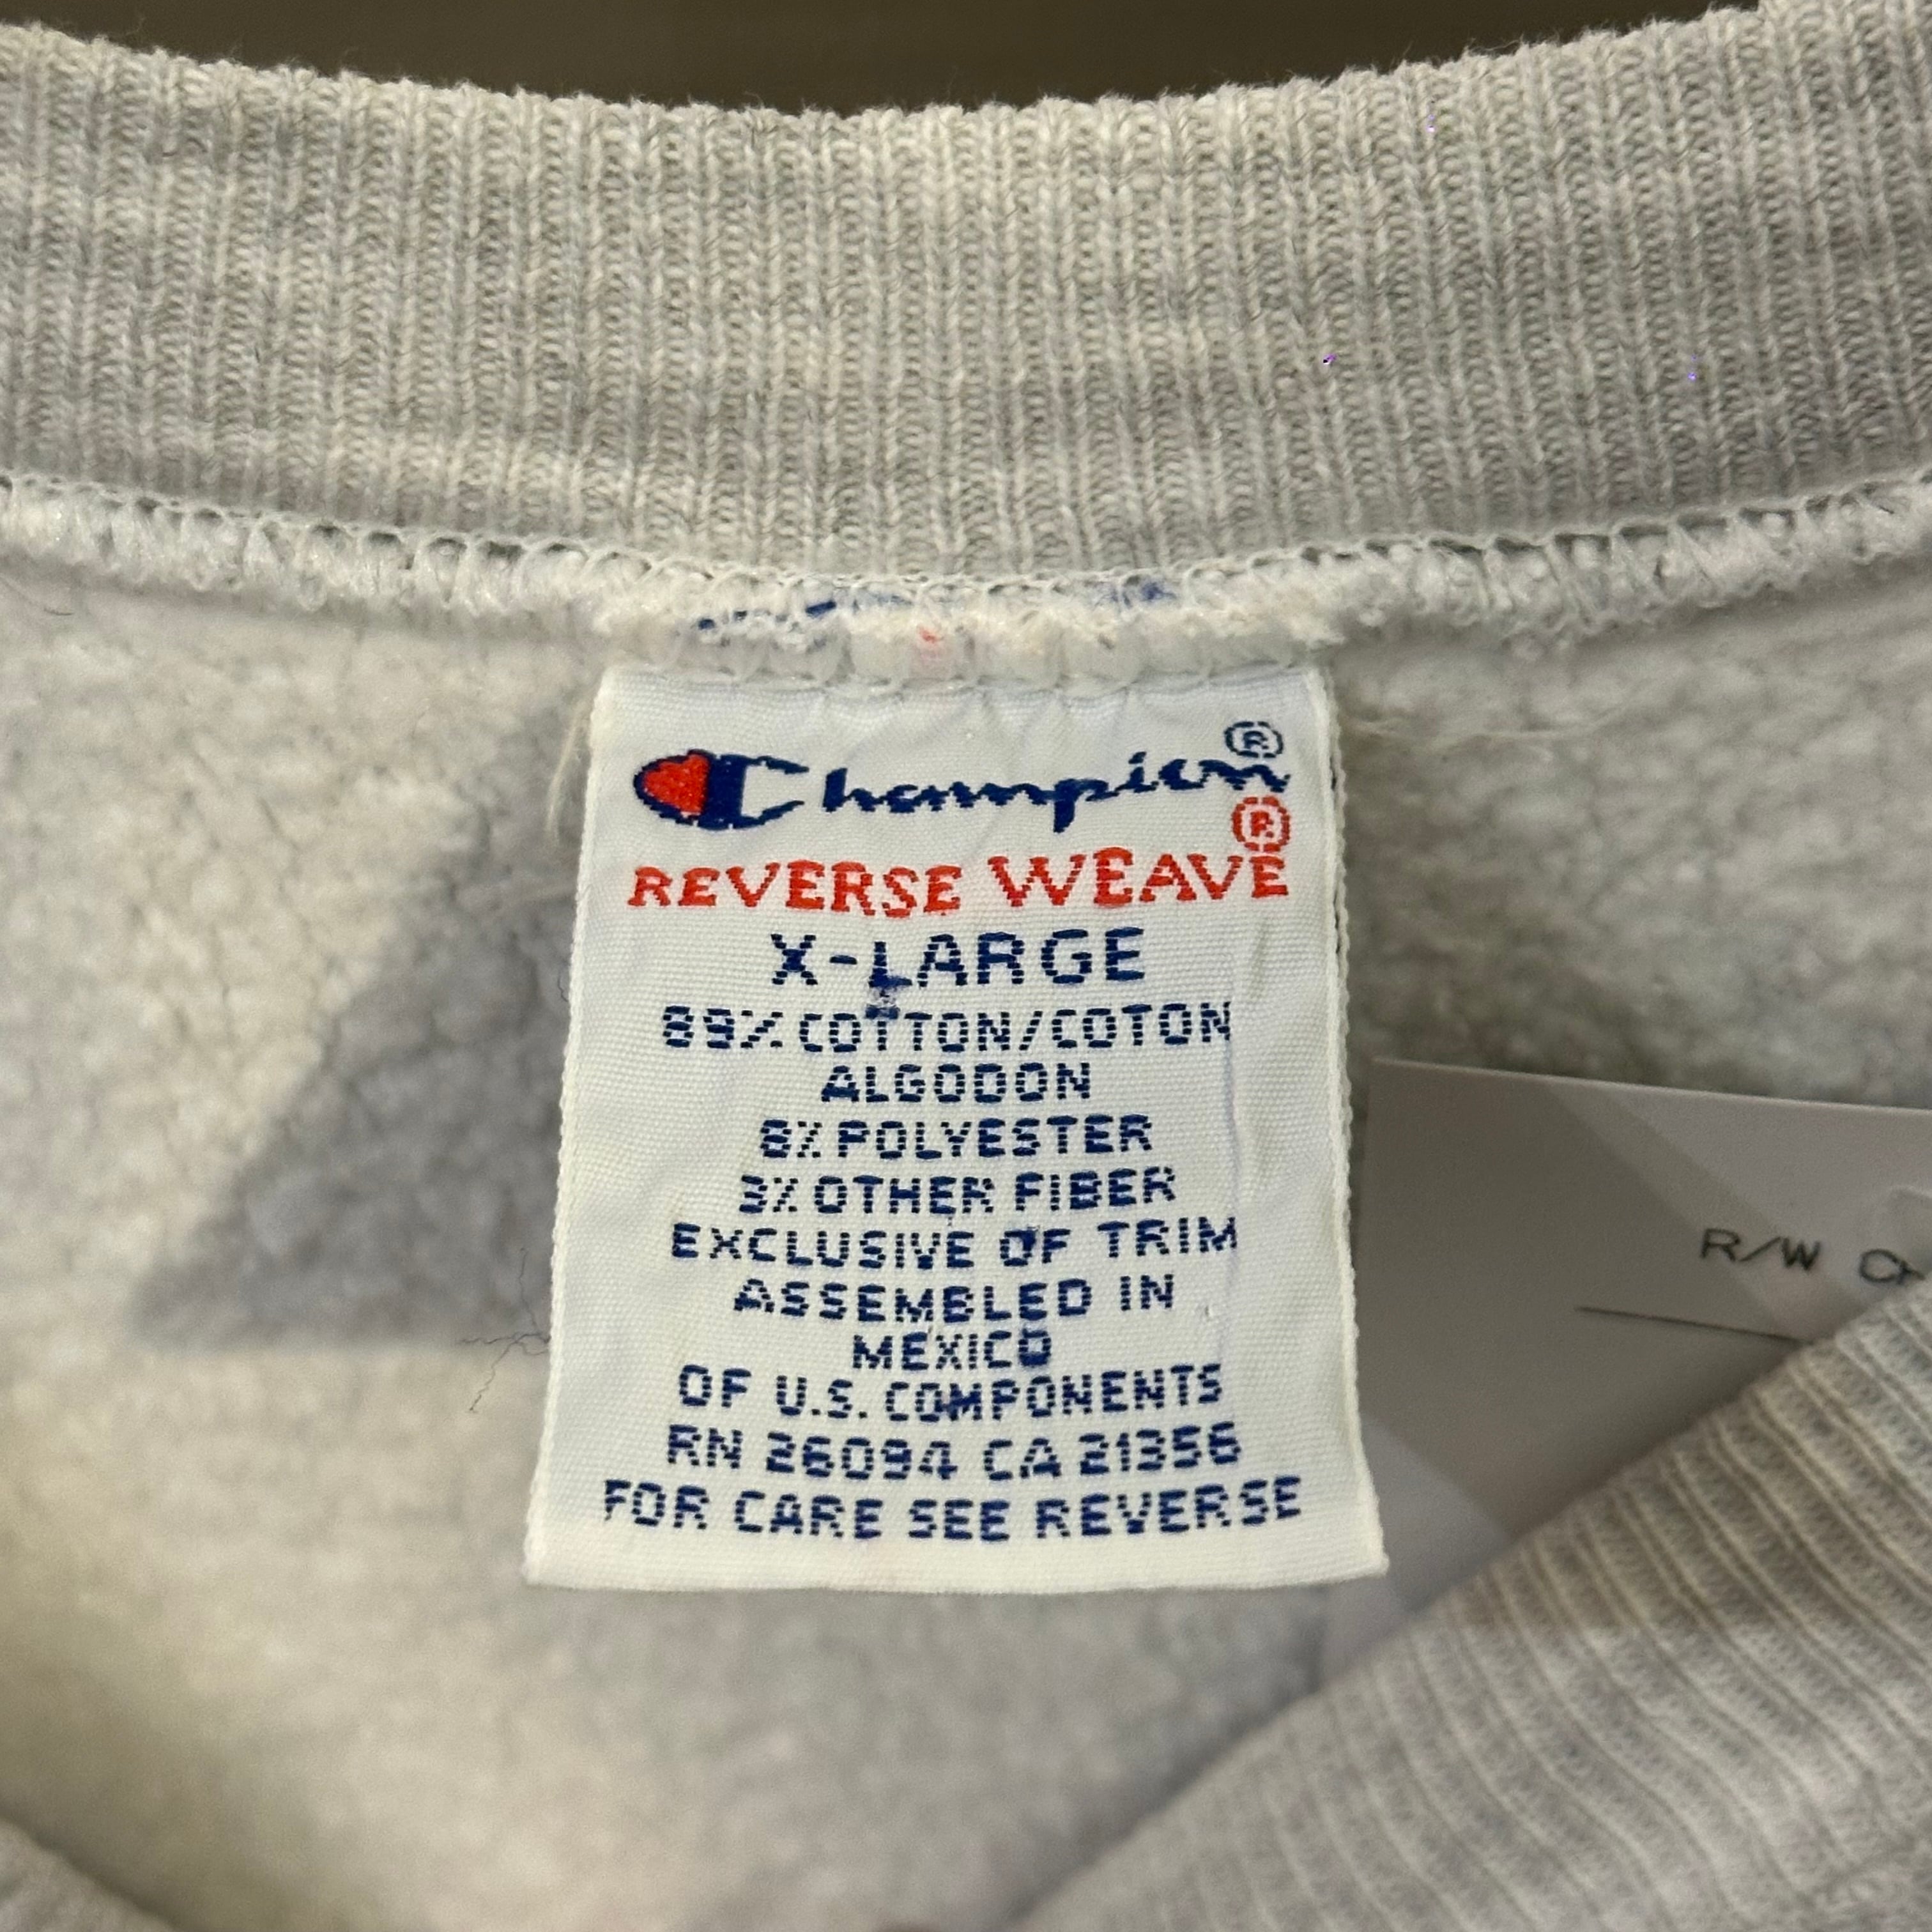 Champion®
REVERSE WEAVE®
X-LARGE
89% COTTON/COTON
ALGODON
8% POLYESTER
3% OTHER FIBER
EXCLUSIVE OF TRIM
ASSEMBLED IN
MEXICO
OF U.S. COMPONENTS
RN 26094 CA 21356
FOR CARE SEE REVERSE
R/W